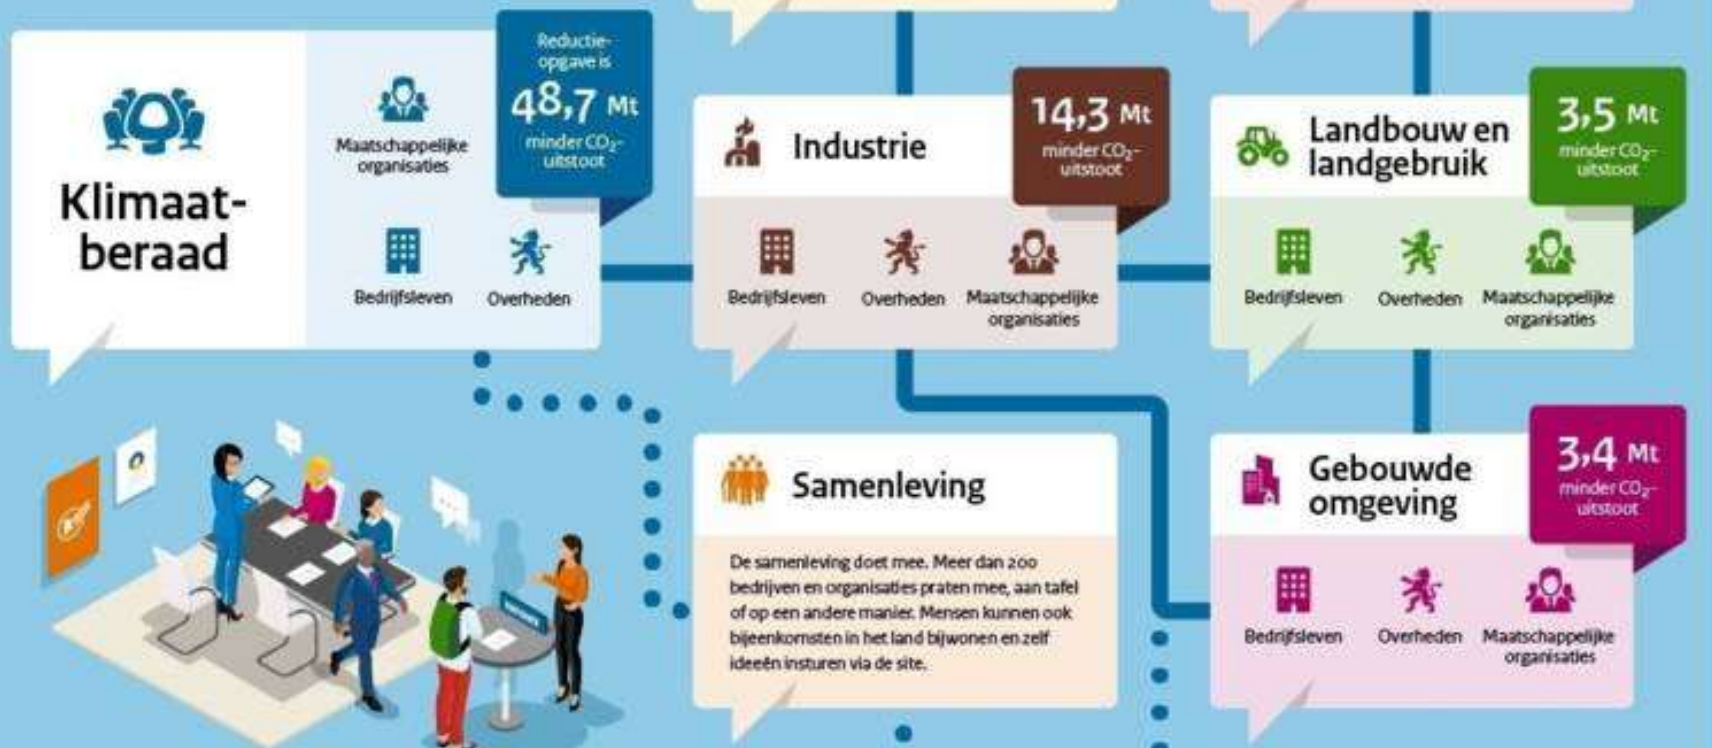 Klimaat-
beraad
Maatschappelijke
organisaties
Bedrijfsleven
Overheden
Reductie-
opgave is
48,7 Mt
minder CO₂-
uitstoot
Industrie
14,3 Mt
minder CO₂-
uitstoot
Bedrijfsleven
Overheden
Maatschappelijke
organisaties
Landbouw en
landgebruik
3,5 Mt
minder CO₂-
uitstoot
Bedrijfsleven
Overheden
Maatschappelijke
organisaties
Samenleving
De samenleving doet mee. Meer dan 200
bedrijven en organisaties praten mee, aan tafel
of op een andere manier. Mensen kunnen ook
bijeenkomsten in het land bijwonen en zelf
ideeën insturen via de site.
Gebouwde
omgeving
3,4 Mt
minder CO₂-
uitstoot
Bedrijfsleven
Overheden
Maatschappelijke
organisaties